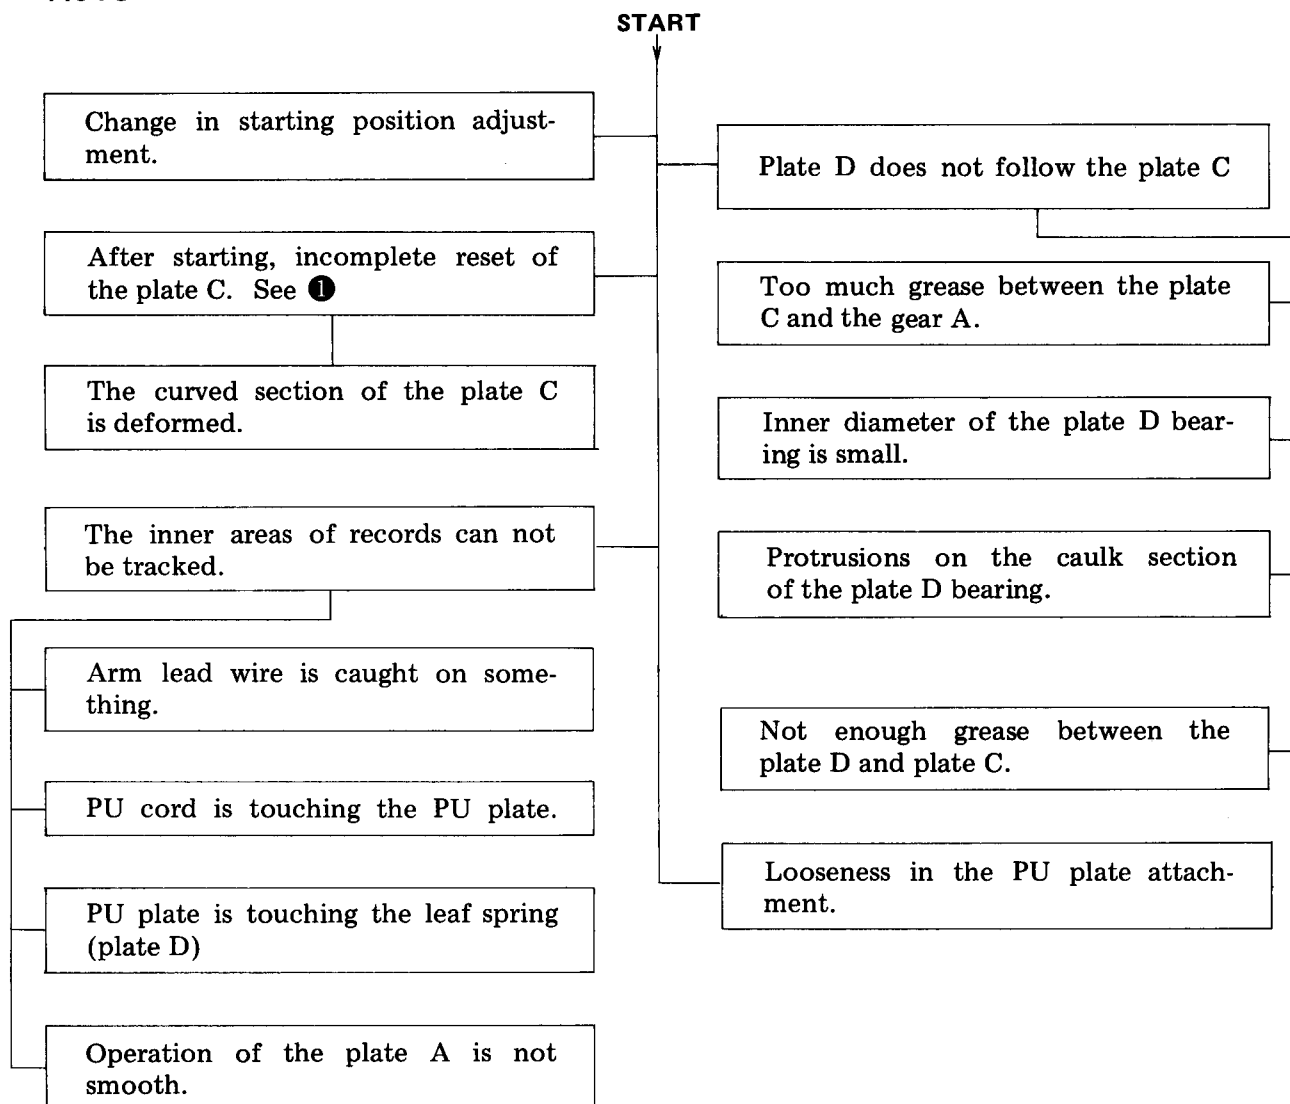 START
Change in starting position adjust-
ment.
After starting, incomplete reset of
the plate C. See ❶
The curved section of the plate C
is deformed.
The inner areas of records can not
be tracked.
Arm lead wire is caught on some-
thing.
PU cord is touching the PU plate.
PU plate is touching the leaf spring
(plate D)
Operation of the plate A is not
smooth.
Plate D does not follow the plate C
Too much grease between the plate
C and the gear A.
Inner diameter of the plate D bear-
ing is small.
Protrusions on the caulk section
of the plate D bearing.
Not enough grease between the
plate D and plate C.
Looseness in the PU plate attach-
ment.